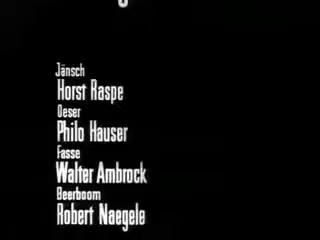 Jänsch
Horst Raspe
Oeser
Philo Hauser
Fasse
Walter Ambrock
Beerboom
Robert Naegele